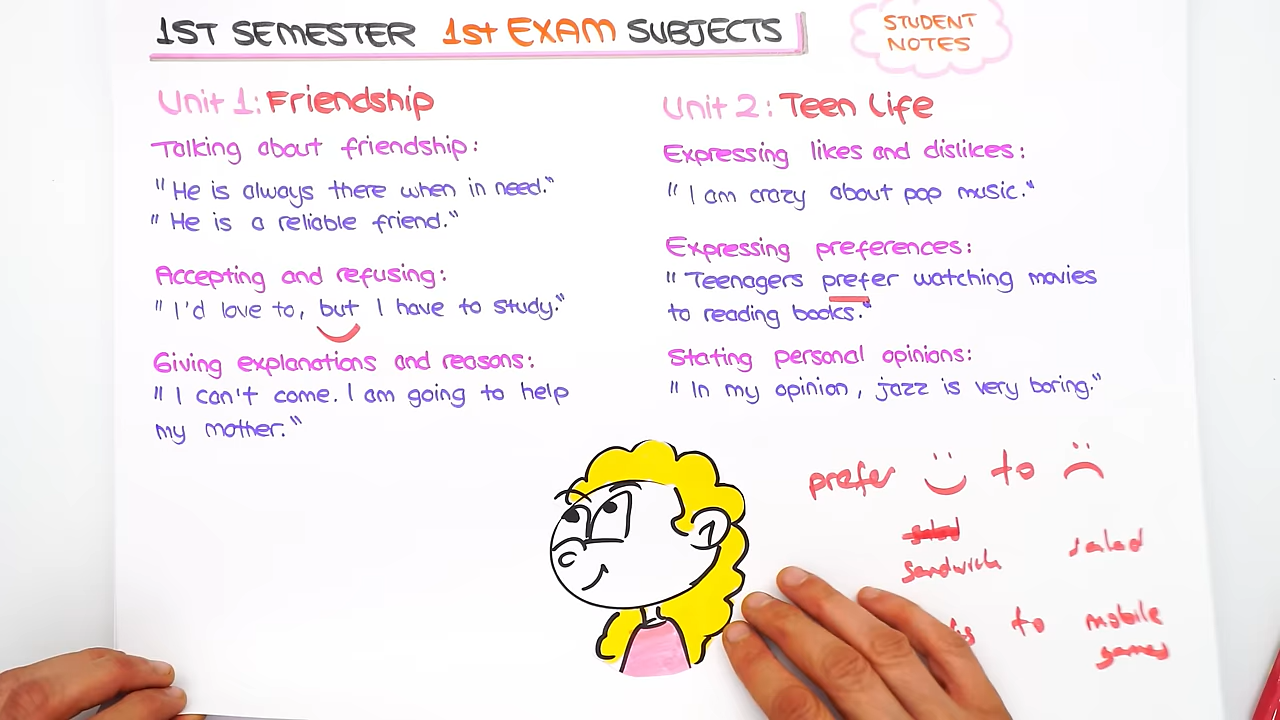 1ST SEMESTER 1st EXAM SUBJECTS
STUDENT
NOTES
Unit 1: Friendship
Talking about friendship:
"He is always there when in need."
"He is a reliable friend."
Accepting and refusing:
"I'd love to, but I have to study."
Giving explanations and reasons:
"I can't come. I am going to help
my mother."
Unit 2: Teen Life
Expressing likes and dislikes:
"I am crazy about pop music."
Expressing preferences:
"Teenagers prefer watching movies
to reading books."
Stating personal opinions:
"In my opinion, jazz is very boring."
prefer to
sandwich salad
to mobile
games